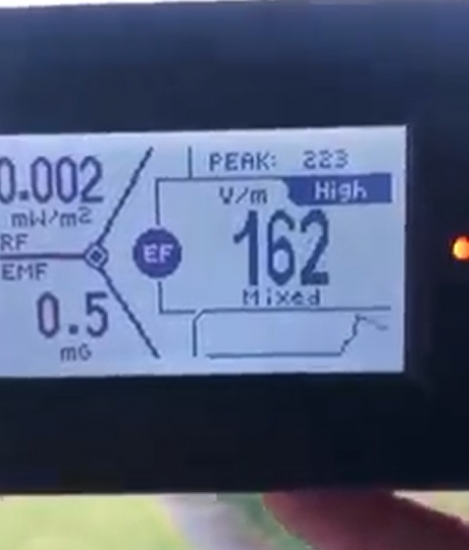 0.002
mW/m2
RF
EMF
0.5
mG
PEAK: 223
V/m High
EF
162
Mixed